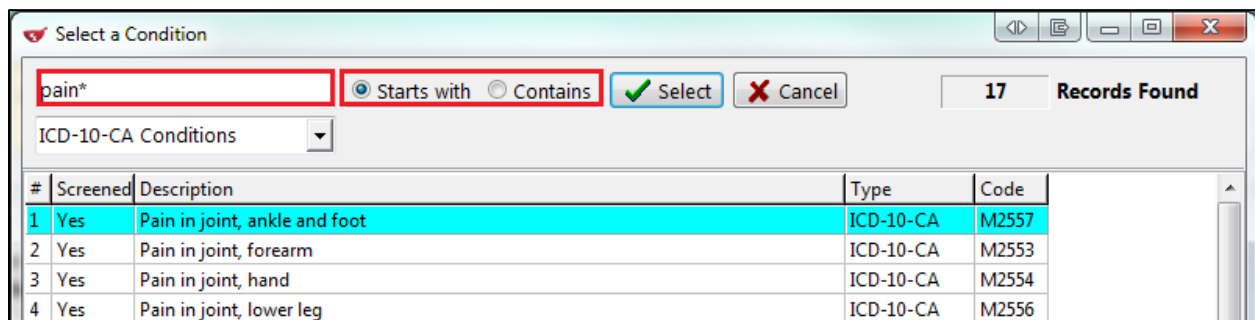 Select a Condition
pain* Starts with Contains Select Cancel 17 Records Found
ICD-10-CA Conditions
# Screened Description Type Code
1 Yes Pain in joint, ankle and foot ICD-10-CA M2557
2 Yes Pain in joint, forearm ICD-10-CA M2553
3 Yes Pain in joint, hand ICD-10-CA M2554
4 Yes Pain in joint, lower leg ICD-10-CA M2556